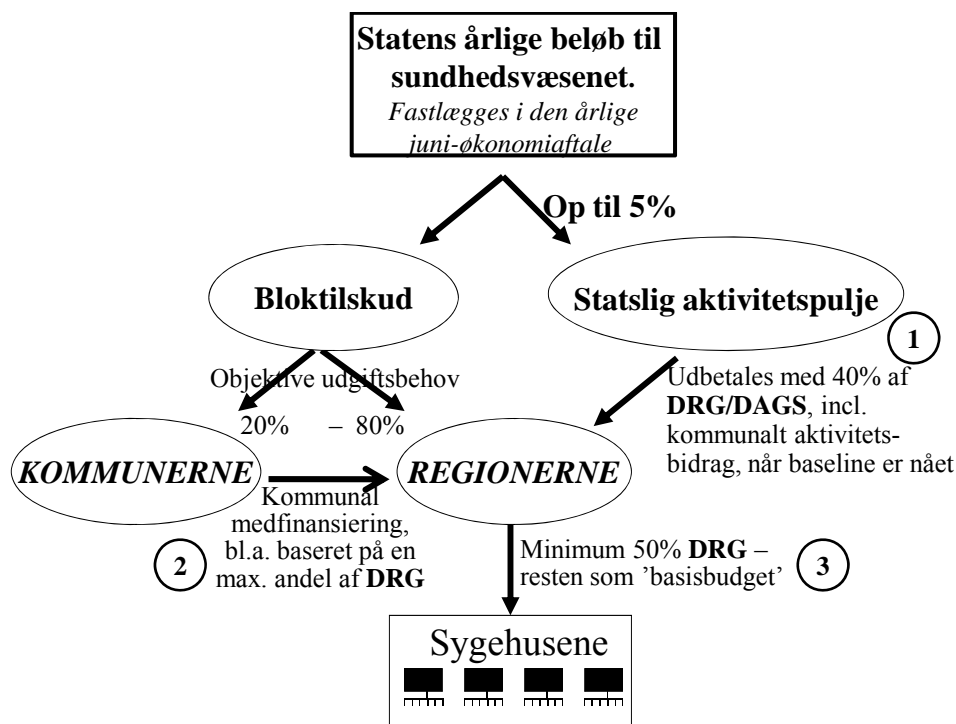 Statens årlige beløb til
sundhedsvæsenet.
Fastlægges i den årlige
juni-økonomiaftale
Op til 5%
Bloktilskud
Statslig aktivitetspulje
1
Objektive udgiftsbehov
20% – 80%
Udbetales med 40% af
DRG/DAGS, incl.
kommunalt aktivitets-
bidrag, når baseline er nået
KOMMUNERNE
REGIONERNE
Kommunal
medfinansiering,
bl.a. baseret på en
max. andel af DRG
2
Minimum 50% DRG –
resten som 'basisbudget'
3
Sygehusene